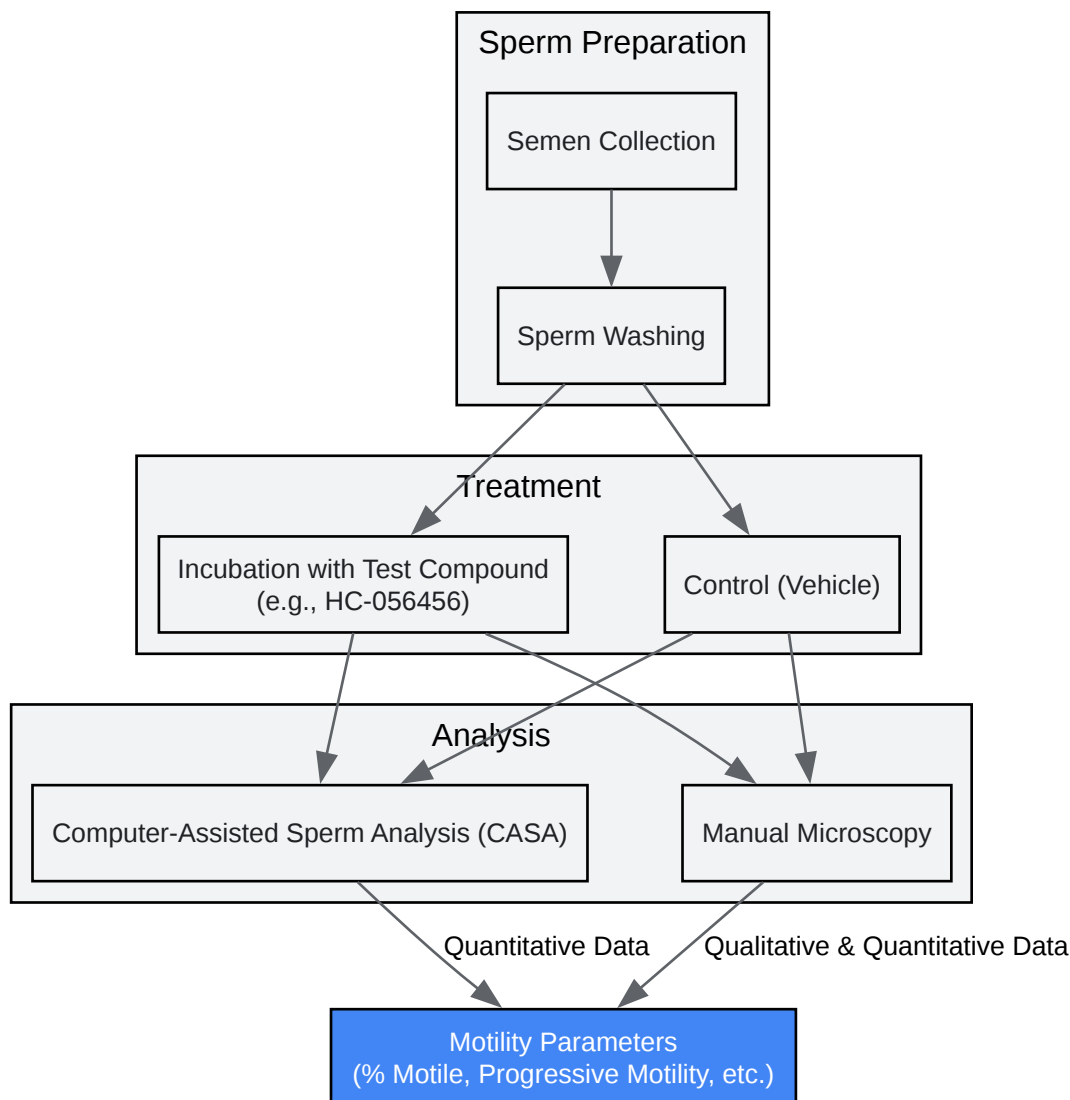 Sperm Preparation
Semen Collection
Sperm Washing
Treatment
Incubation with Test Compound
(e.g., HC-056456)
Control (Vehicle)
Analysis
Computer-Assisted Sperm Analysis (CASA)
Manual Microscopy
Quantitative Data
Qualitative & Quantitative Data
Motility Parameters
(% Motile, Progressive Motility, etc.)